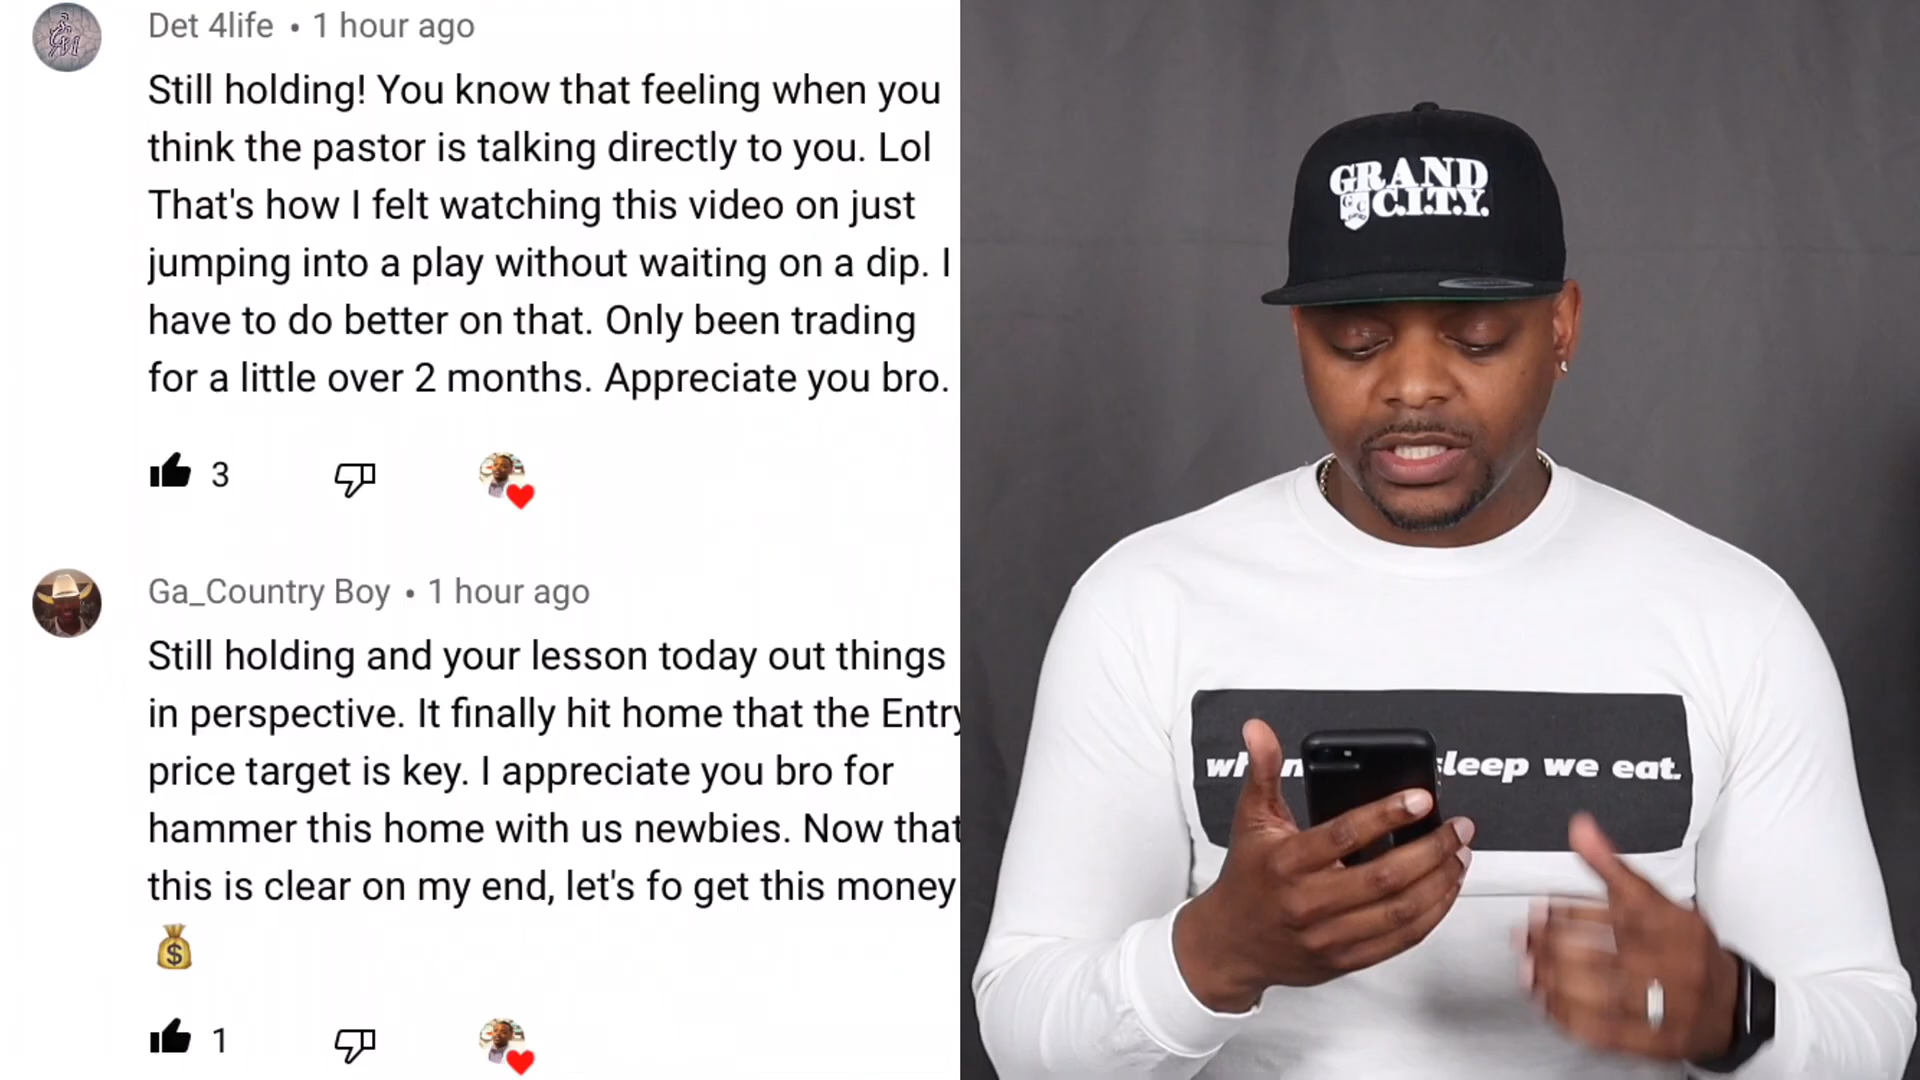 Det 4life • 1 hour ago
Still holding! You know that feeling when you
think the pastor is talking directly to you. Lol
That's how I felt watching this video on just
jumping into a play without waiting on a dip. I
have to do better on that. Only been trading
for a little over 2 months. Appreciate you bro.
3
Ga_Country Boy • 1 hour ago
Still holding and your lesson today out things
in perspective. It finally hit home that the Entry
price target is key. I appreciate you bro for
hammer this home with us newbies. Now that
this is clear on my end, let's fo get this money
1
GRAND
GC C.I.T.Y.
sleep we eat.